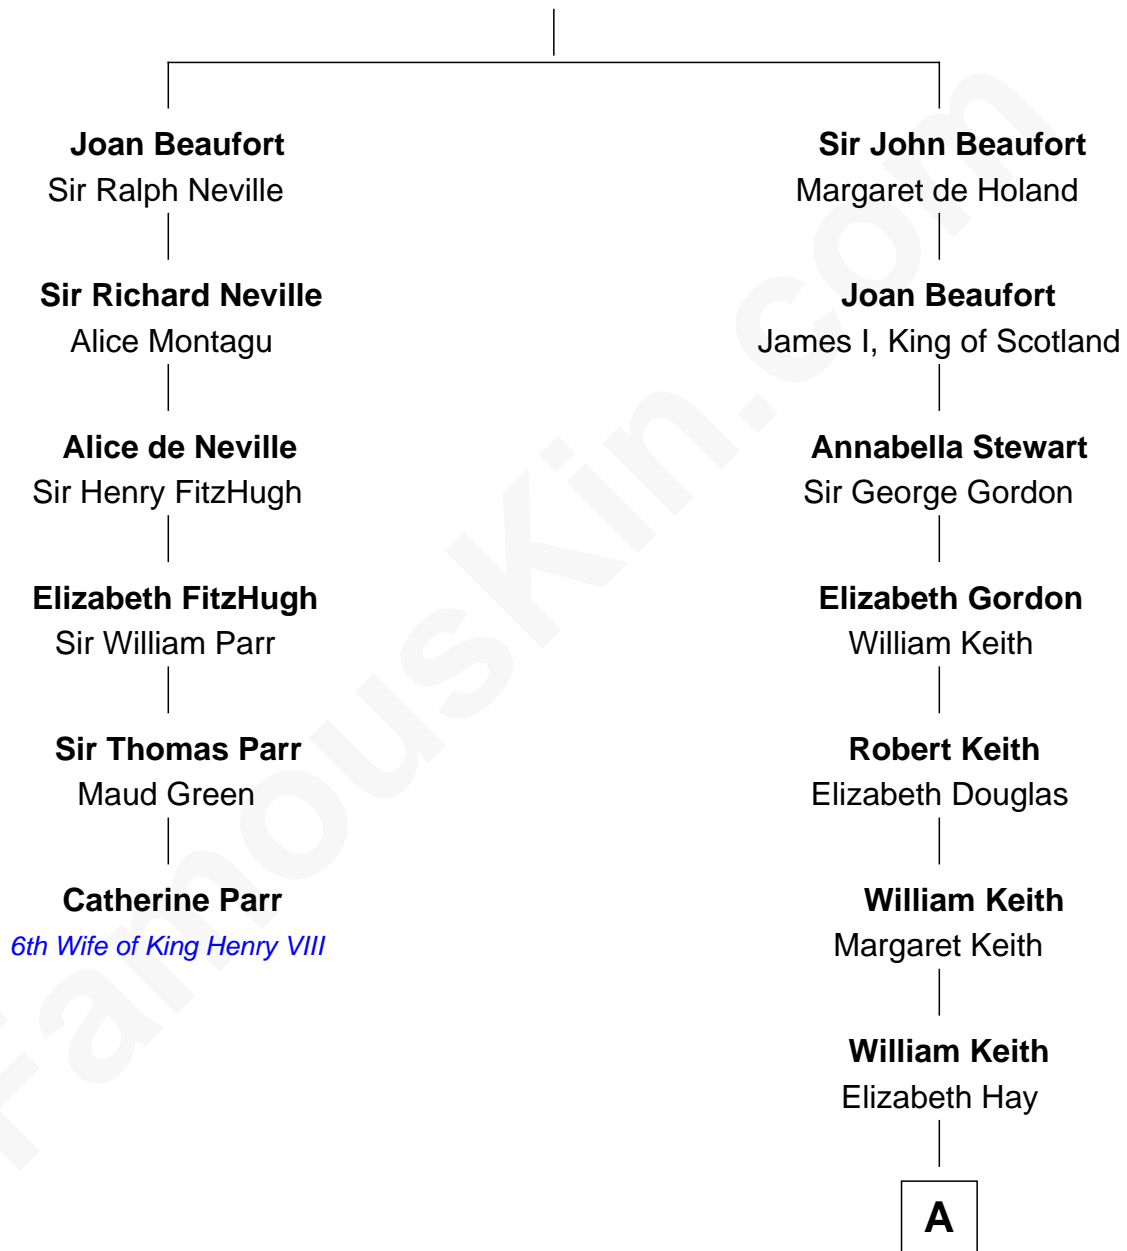 Joan Beaufort
Sir Ralph Neville
Sir Richard Neville
Alice Montagu
Alice de Neville
Sir Henry FitzHugh
Elizabeth FitzHugh
Sir William Parr
Sir Thomas Parr
Maud Green
Catherine Parr
6th Wife of King Henry VIII
Sir John Beaufort
Margaret de Holand
Joan Beaufort
James I, King of Scotland
Annabella Stewart
Sir George Gordon
Elizabeth Gordon
William Keith
Robert Keith
Elizabeth Douglas
William Keith
Margaret Keith
William Keith
Elizabeth Hay
A
FamousKin.com